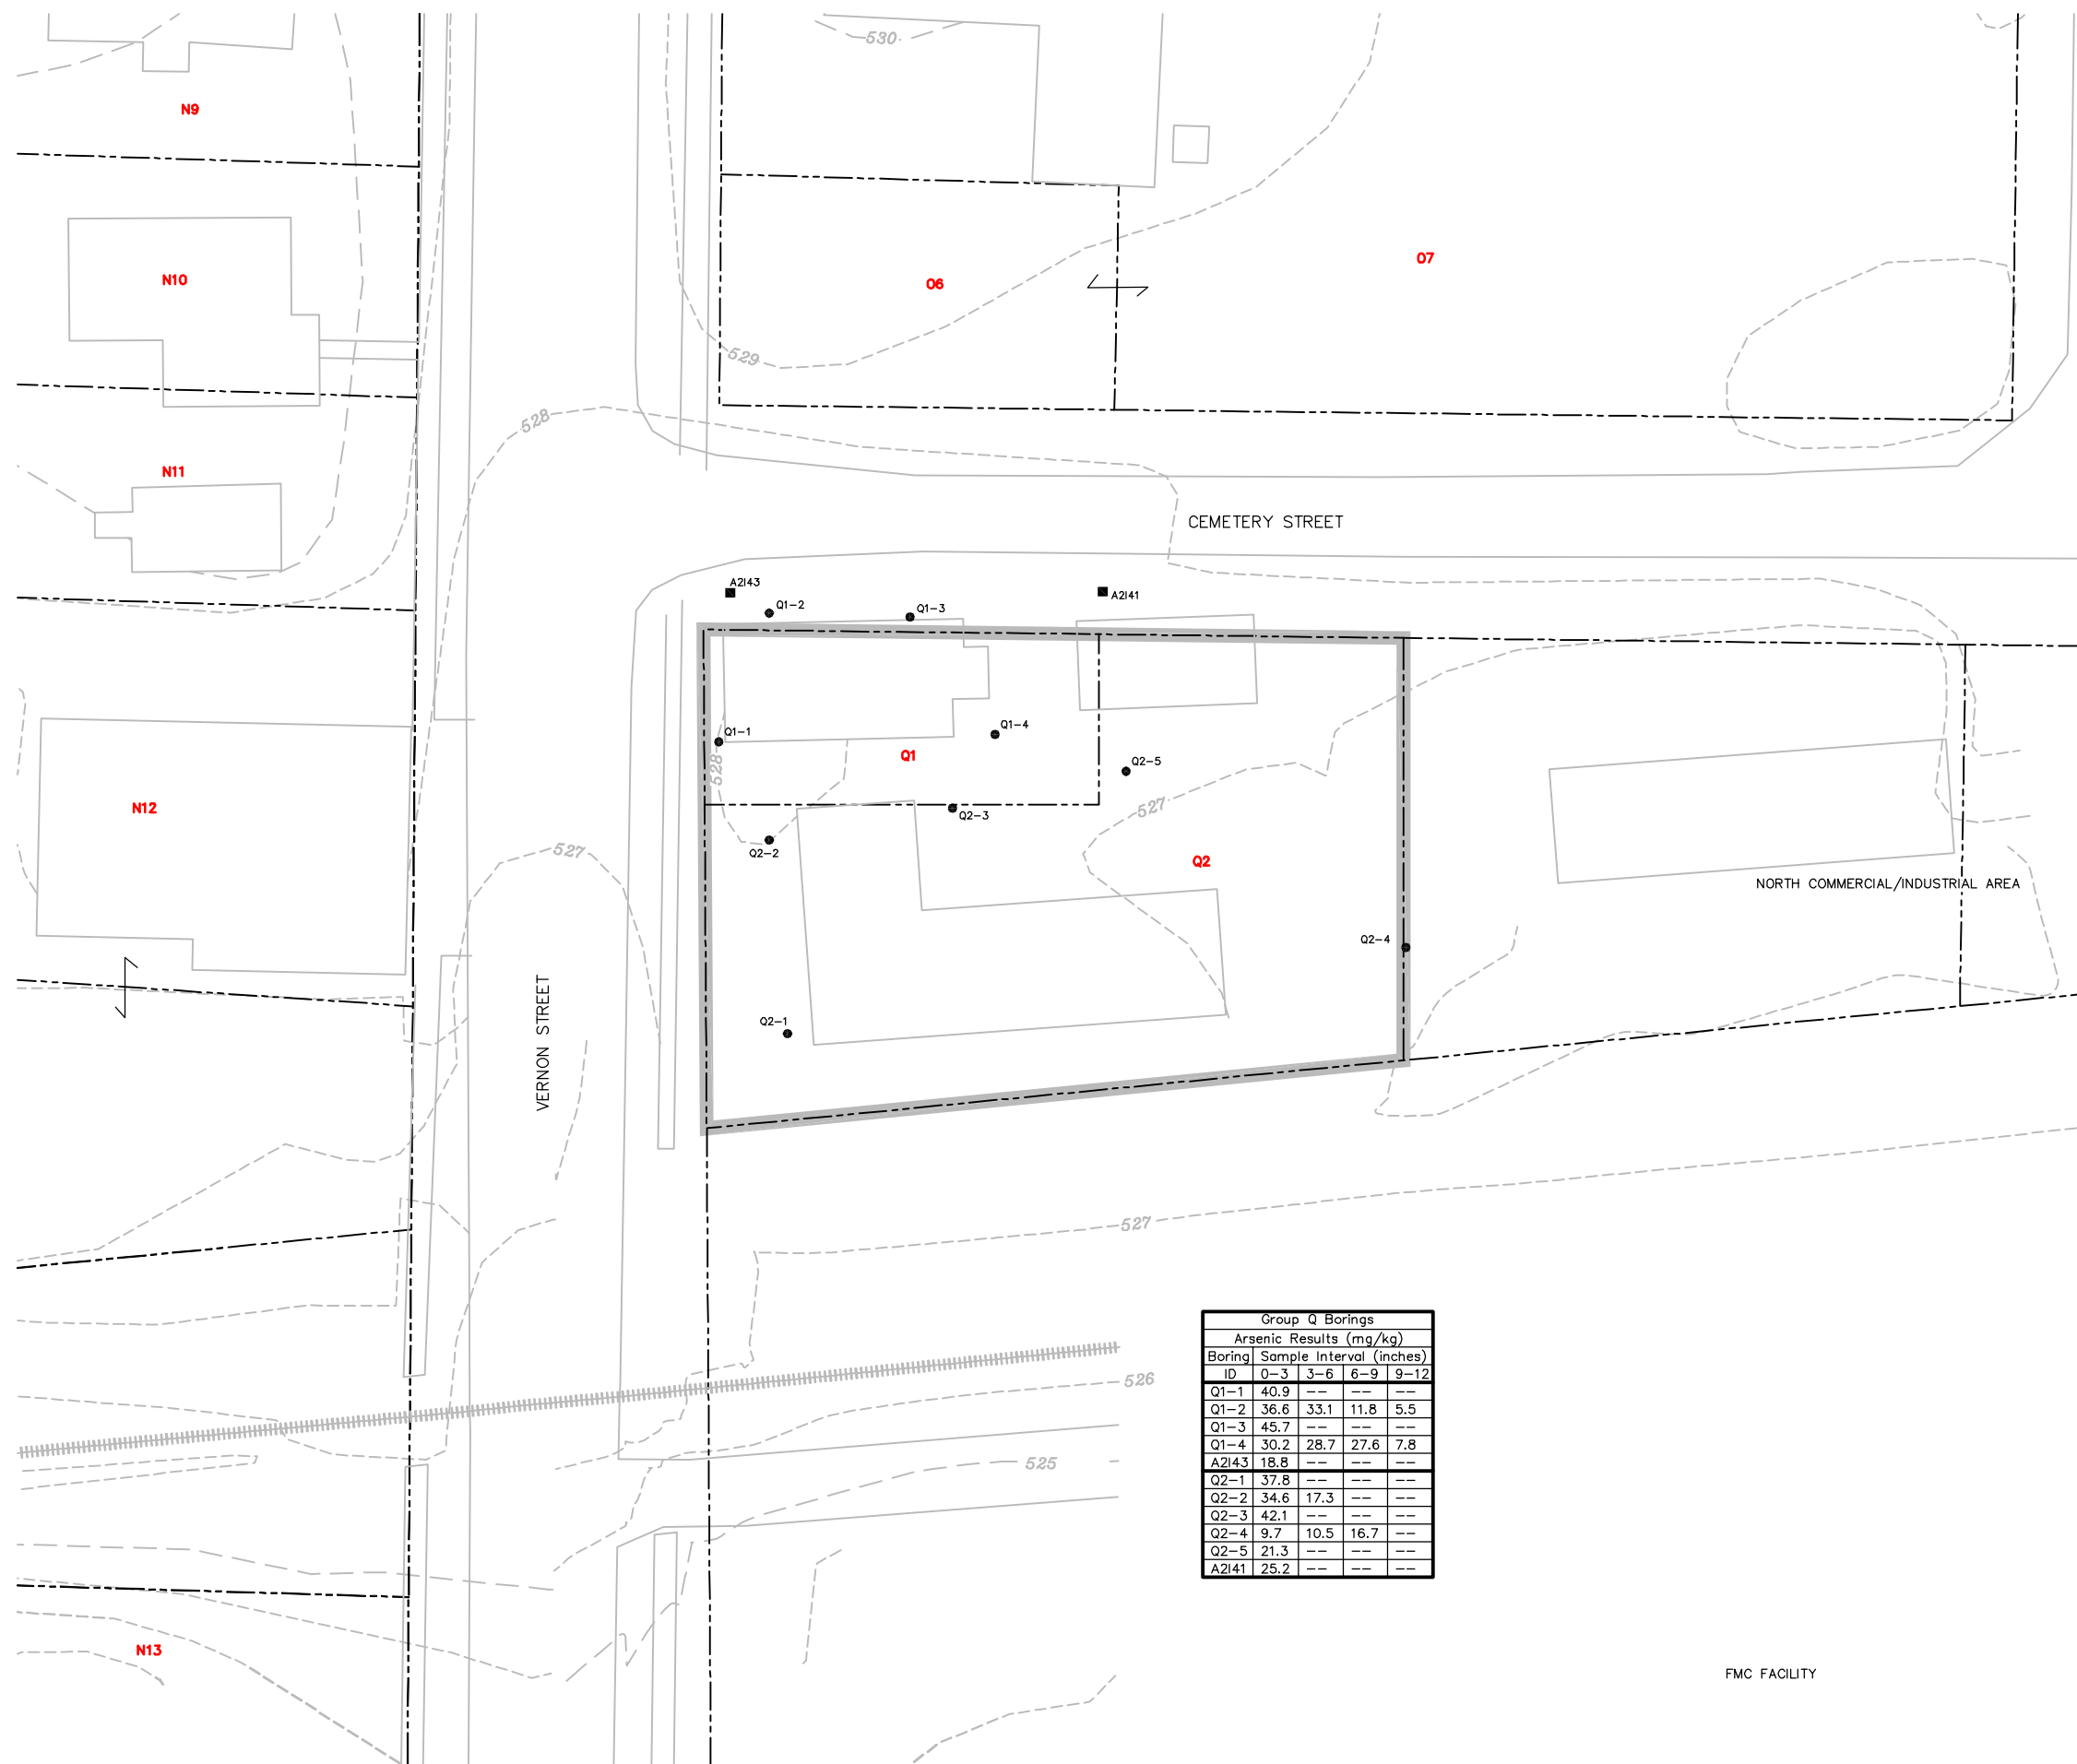 530
N9
O7
N10
O6
529
528
N11
CEMETERY STREET
A2143
A2141
Q1-2
Q1-3
Q1-4
Q1-1
Q1
528
Q2-5
N12
527
Q2-3
527
Q2-2
Q2
NORTH COMMERCIAL/INDUSTRIAL AREA
Q2-4
VERNON STREET
Q2-1
527
Group Q Borings
Arsenic Results (mg/kg)
Boring Sample Interval (inches)
ID 0-3 3-6 6-9 9-12
Q1-1 40.9 -- -- --
Q1-2 36.6 33.1 11.8 5.5
Q1-3 45.7 -- -- --
Q1-4 30.2 28.7 27.6 7.8
A2143 18.8 -- -- --
Q2-1 37.8 -- -- --
Q2-2 34.6 17.3 -- --
Q2-3 42.1 -- -- --
Q2-4 9.7 10.5 16.7 --
Q2-5 21.3 -- -- --
A2141 25.2 -- -- --
526
525
N13
FMC FACILITY